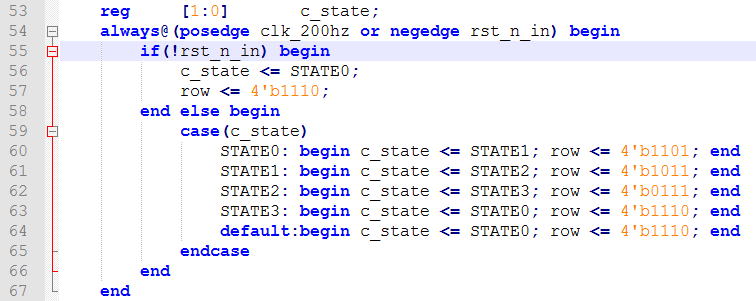 53 reg [1:0] c_state;
54 always@(posedge clk_200hz or negedge rst_n_in) begin
55 if(!rst_n_in) begin
56 c_state <= STATE0;
57 row <= 4'b1110;
58 end else begin
59 case(c_state)
60 STATE0: begin c_state <= STATE1; row <= 4'b1101; end
61 STATE1: begin c_state <= STATE2; row <= 4'b1011; end
62 STATE2: begin c_state <= STATE3; row <= 4'b0111; end
63 STATE3: begin c_state <= STATE0; row <= 4'b1110; end
64 default:begin c_state <= STATE0; row <= 4'b1110; end
65 endcase
66 end
67 end